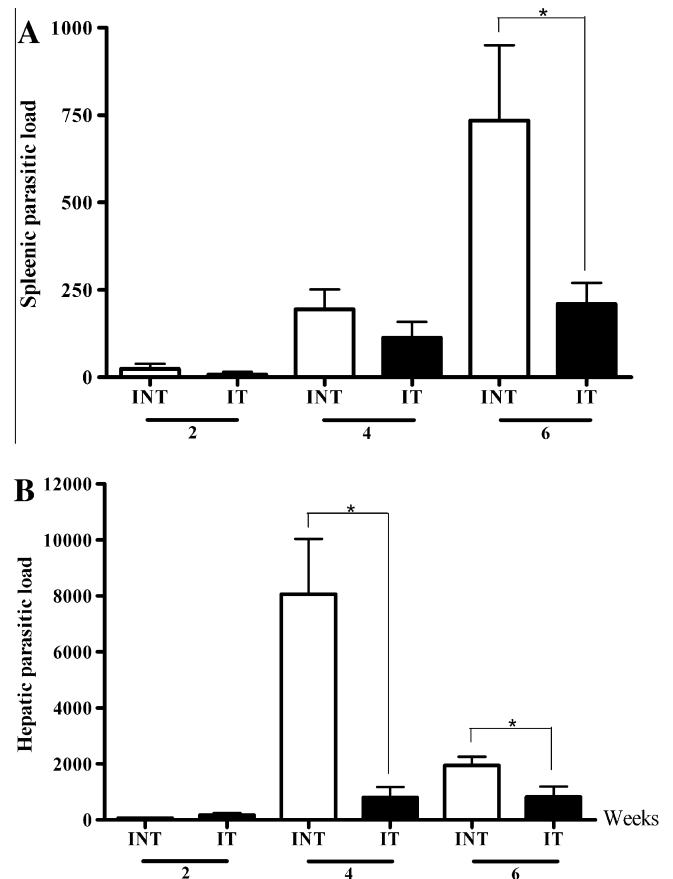 A
Spleenic parasitic load
1000
750
500
250
0
*
INT IT INT IT INT IT
2 4 6
B
Hepatic parasitic load
12000
10000
8000
6000
4000
2000
0
*
*
INT IT INT IT INT IT
Weeks
2 4 6